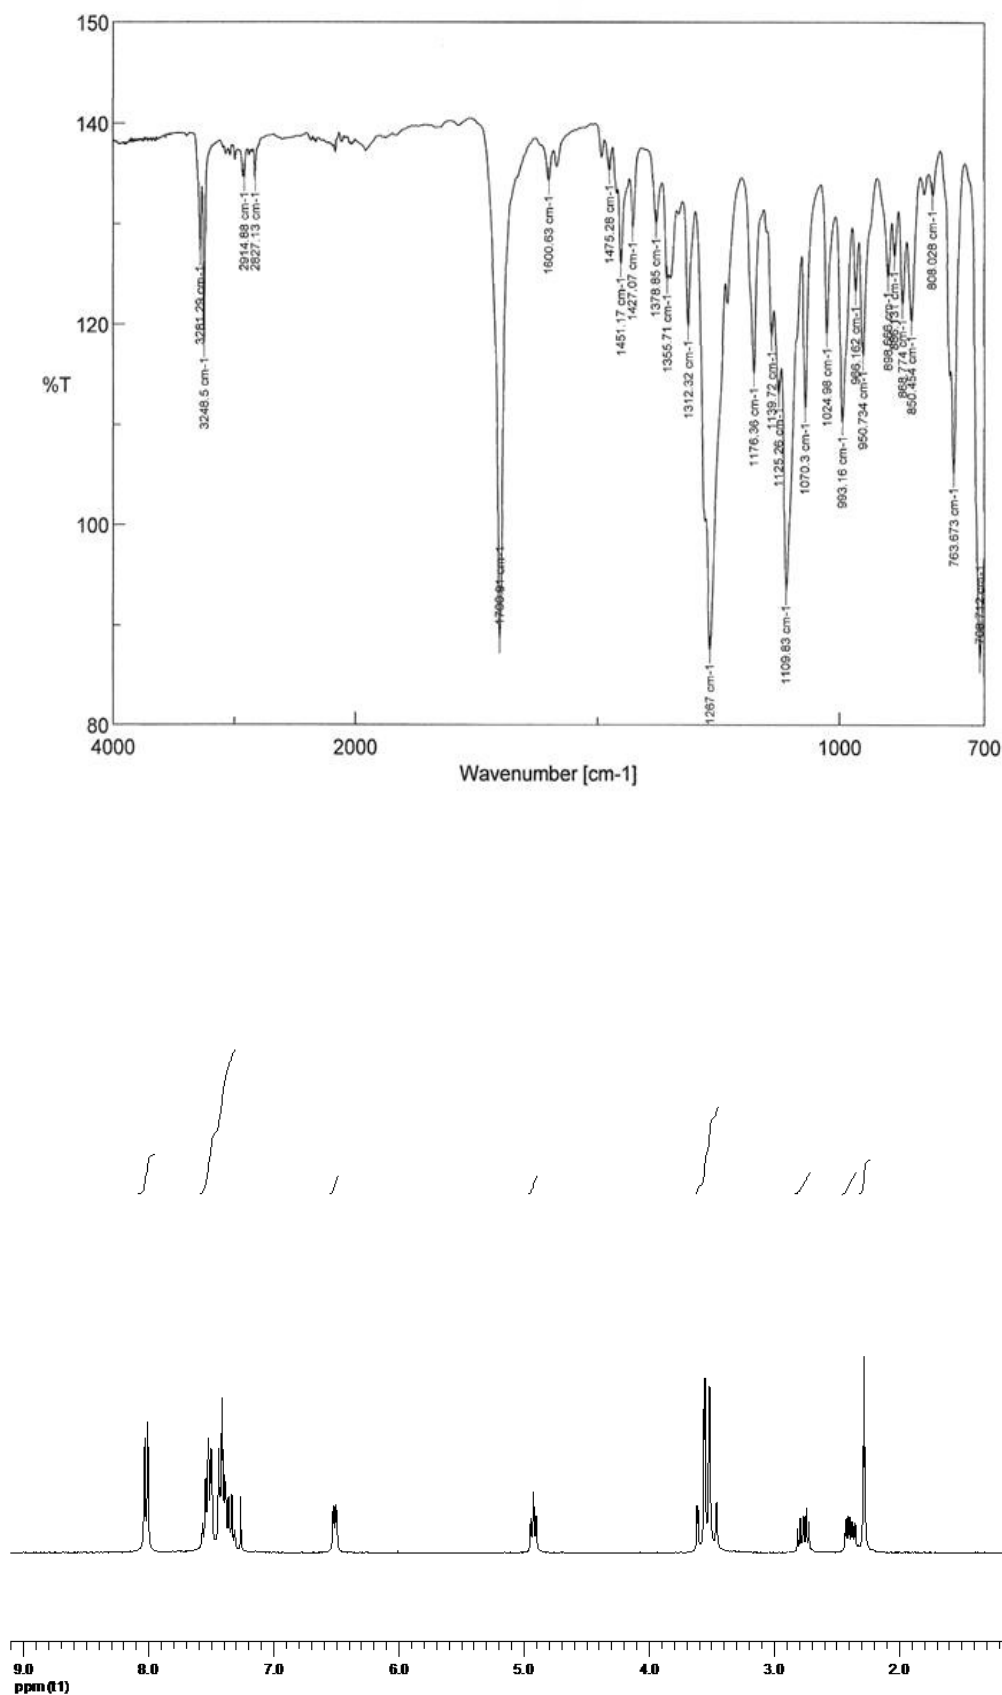 150
140
120
100
80
%T
3281.29 cm-1
3248.5 cm-1
2914.88 cm-1
2827.13 cm-1
1600.63 cm-1
1475.28 cm-1
1451.17 cm-1
1427.07 cm-1
1378.85 cm-1
1355.71 cm-1
1312.32 cm-1
1267 cm-1
1176.36 cm-1
1139.72 cm-1
1125.26 cm-1
1109.83 cm-1
1070.3 cm-1
1024.98 cm-1
993.16 cm-1
966.162 cm-1
950.734 cm-1
868.774 cm-1
850.454 cm-1
808.028 cm-1
763.673 cm-1
708.712 cm-1
4000
2000
1000
700
Wavenumber [cm-1]
9.0
8.0
7.0
6.0
5.0
4.0
3.0
2.0
ppm (t1)